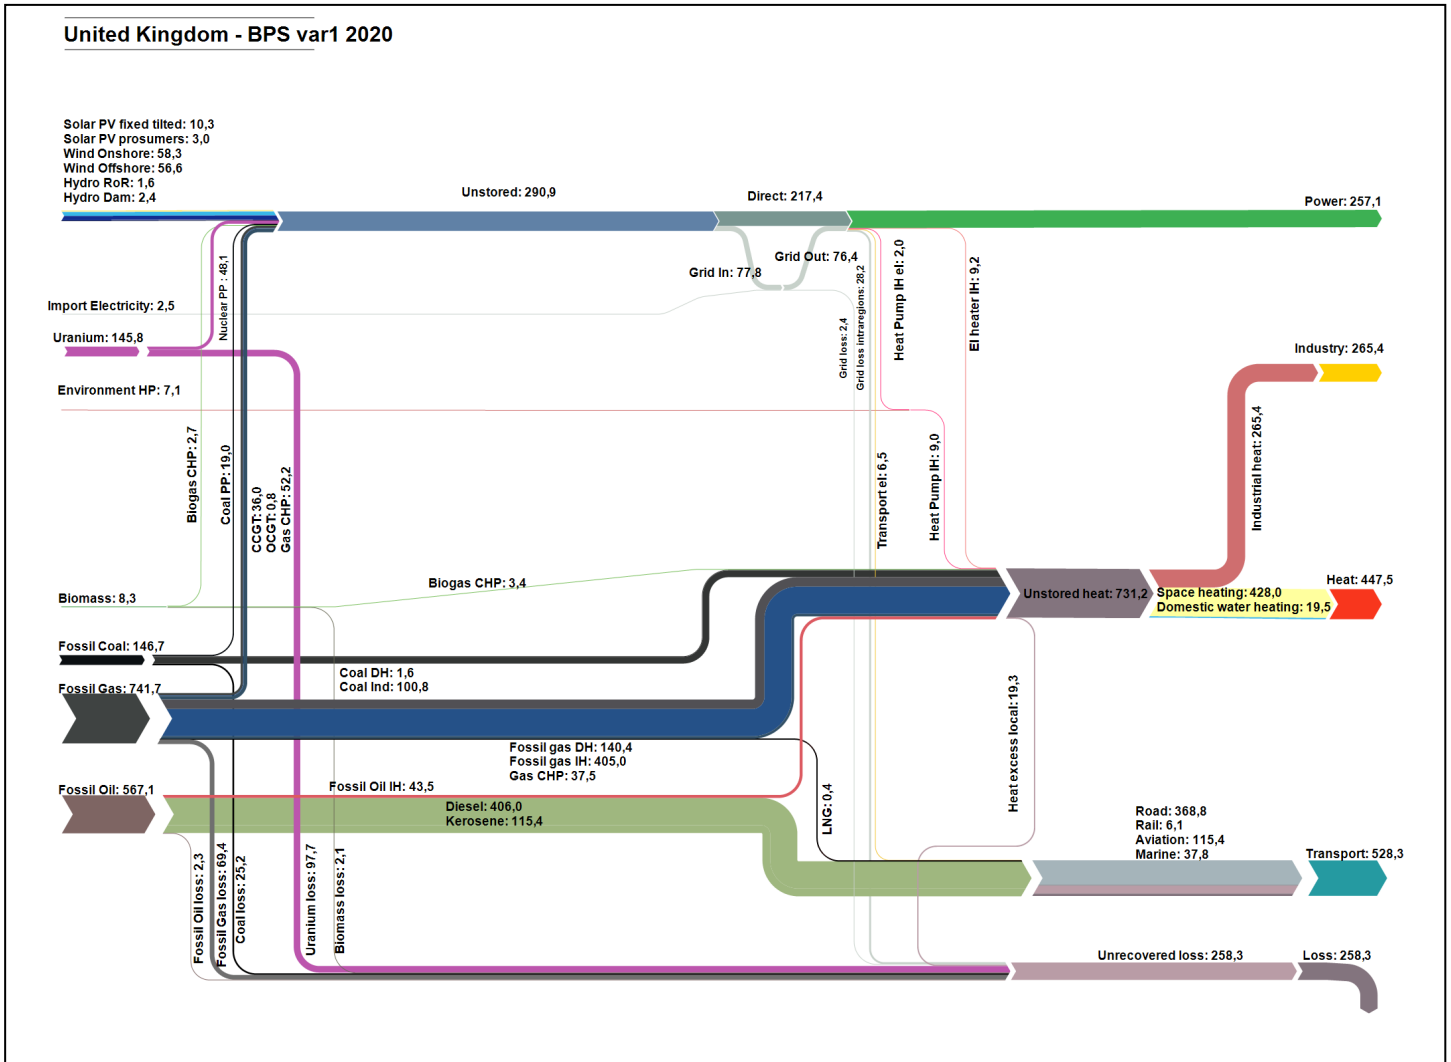 United Kingdom - BPS var1 2020
Solar PV fixed tilted: 10,3
Solar PV prosumers: 3,0
Wind Onshore: 58,3
Wind Offshore: 56,6
Hydro RoR: 1,6
Hydro Dam: 2,4
Unstored: 290,9
Direct: 217,4
Power: 257,1
Grid In: 77,8
Grid Out: 76,4
Import Electricity: 2,5
Nuclear PP : 48,1
Uranium: 145,8
Grid loss: 2,4
Grid loss intraregions: 28,2
Heat Pump IH el: 2,0
El heater IH: 9,2
Industry: 265,4
Environment HP: 7,1
Biogas CHP: 2,7
Coal PP: 19,0
CCGT: 36,0
OCGT: 0,8
Gas CHP: 52,2
Transport el: 6,5
Heat Pump IH: 9,0
Industrial heat: 265,4
Biogas CHP: 3,4
Biomass: 8,3
Unstored heat: 731,2
Space heating: 428,0
Domestic water heating: 19,5
Heat: 447,5
Fossil Coal: 146,7
Coal DH: 1,6
Coal Ind: 100,8
Fossil Gas: 741,7
Fossil gas DH: 140,4
Fossil gas IH: 405,0
Gas CHP: 37,5
Heat excess local: 19,3
Fossil Oil: 567,1
Fossil Oil IH: 43,5
Diesel: 406,0
Kerosene: 115,4
LNG: 0,4
Road: 368,8
Rail: 6,1
Aviation: 115,4
Marine: 37,8
Transport: 528,3
Fossil Oil loss: 2,3
Fossil Gas loss: 69,4
Coal loss: 25,2
Uranium loss: 97,7
Biomass loss: 2,1
Unrecovered loss: 258,3
Loss: 258,3